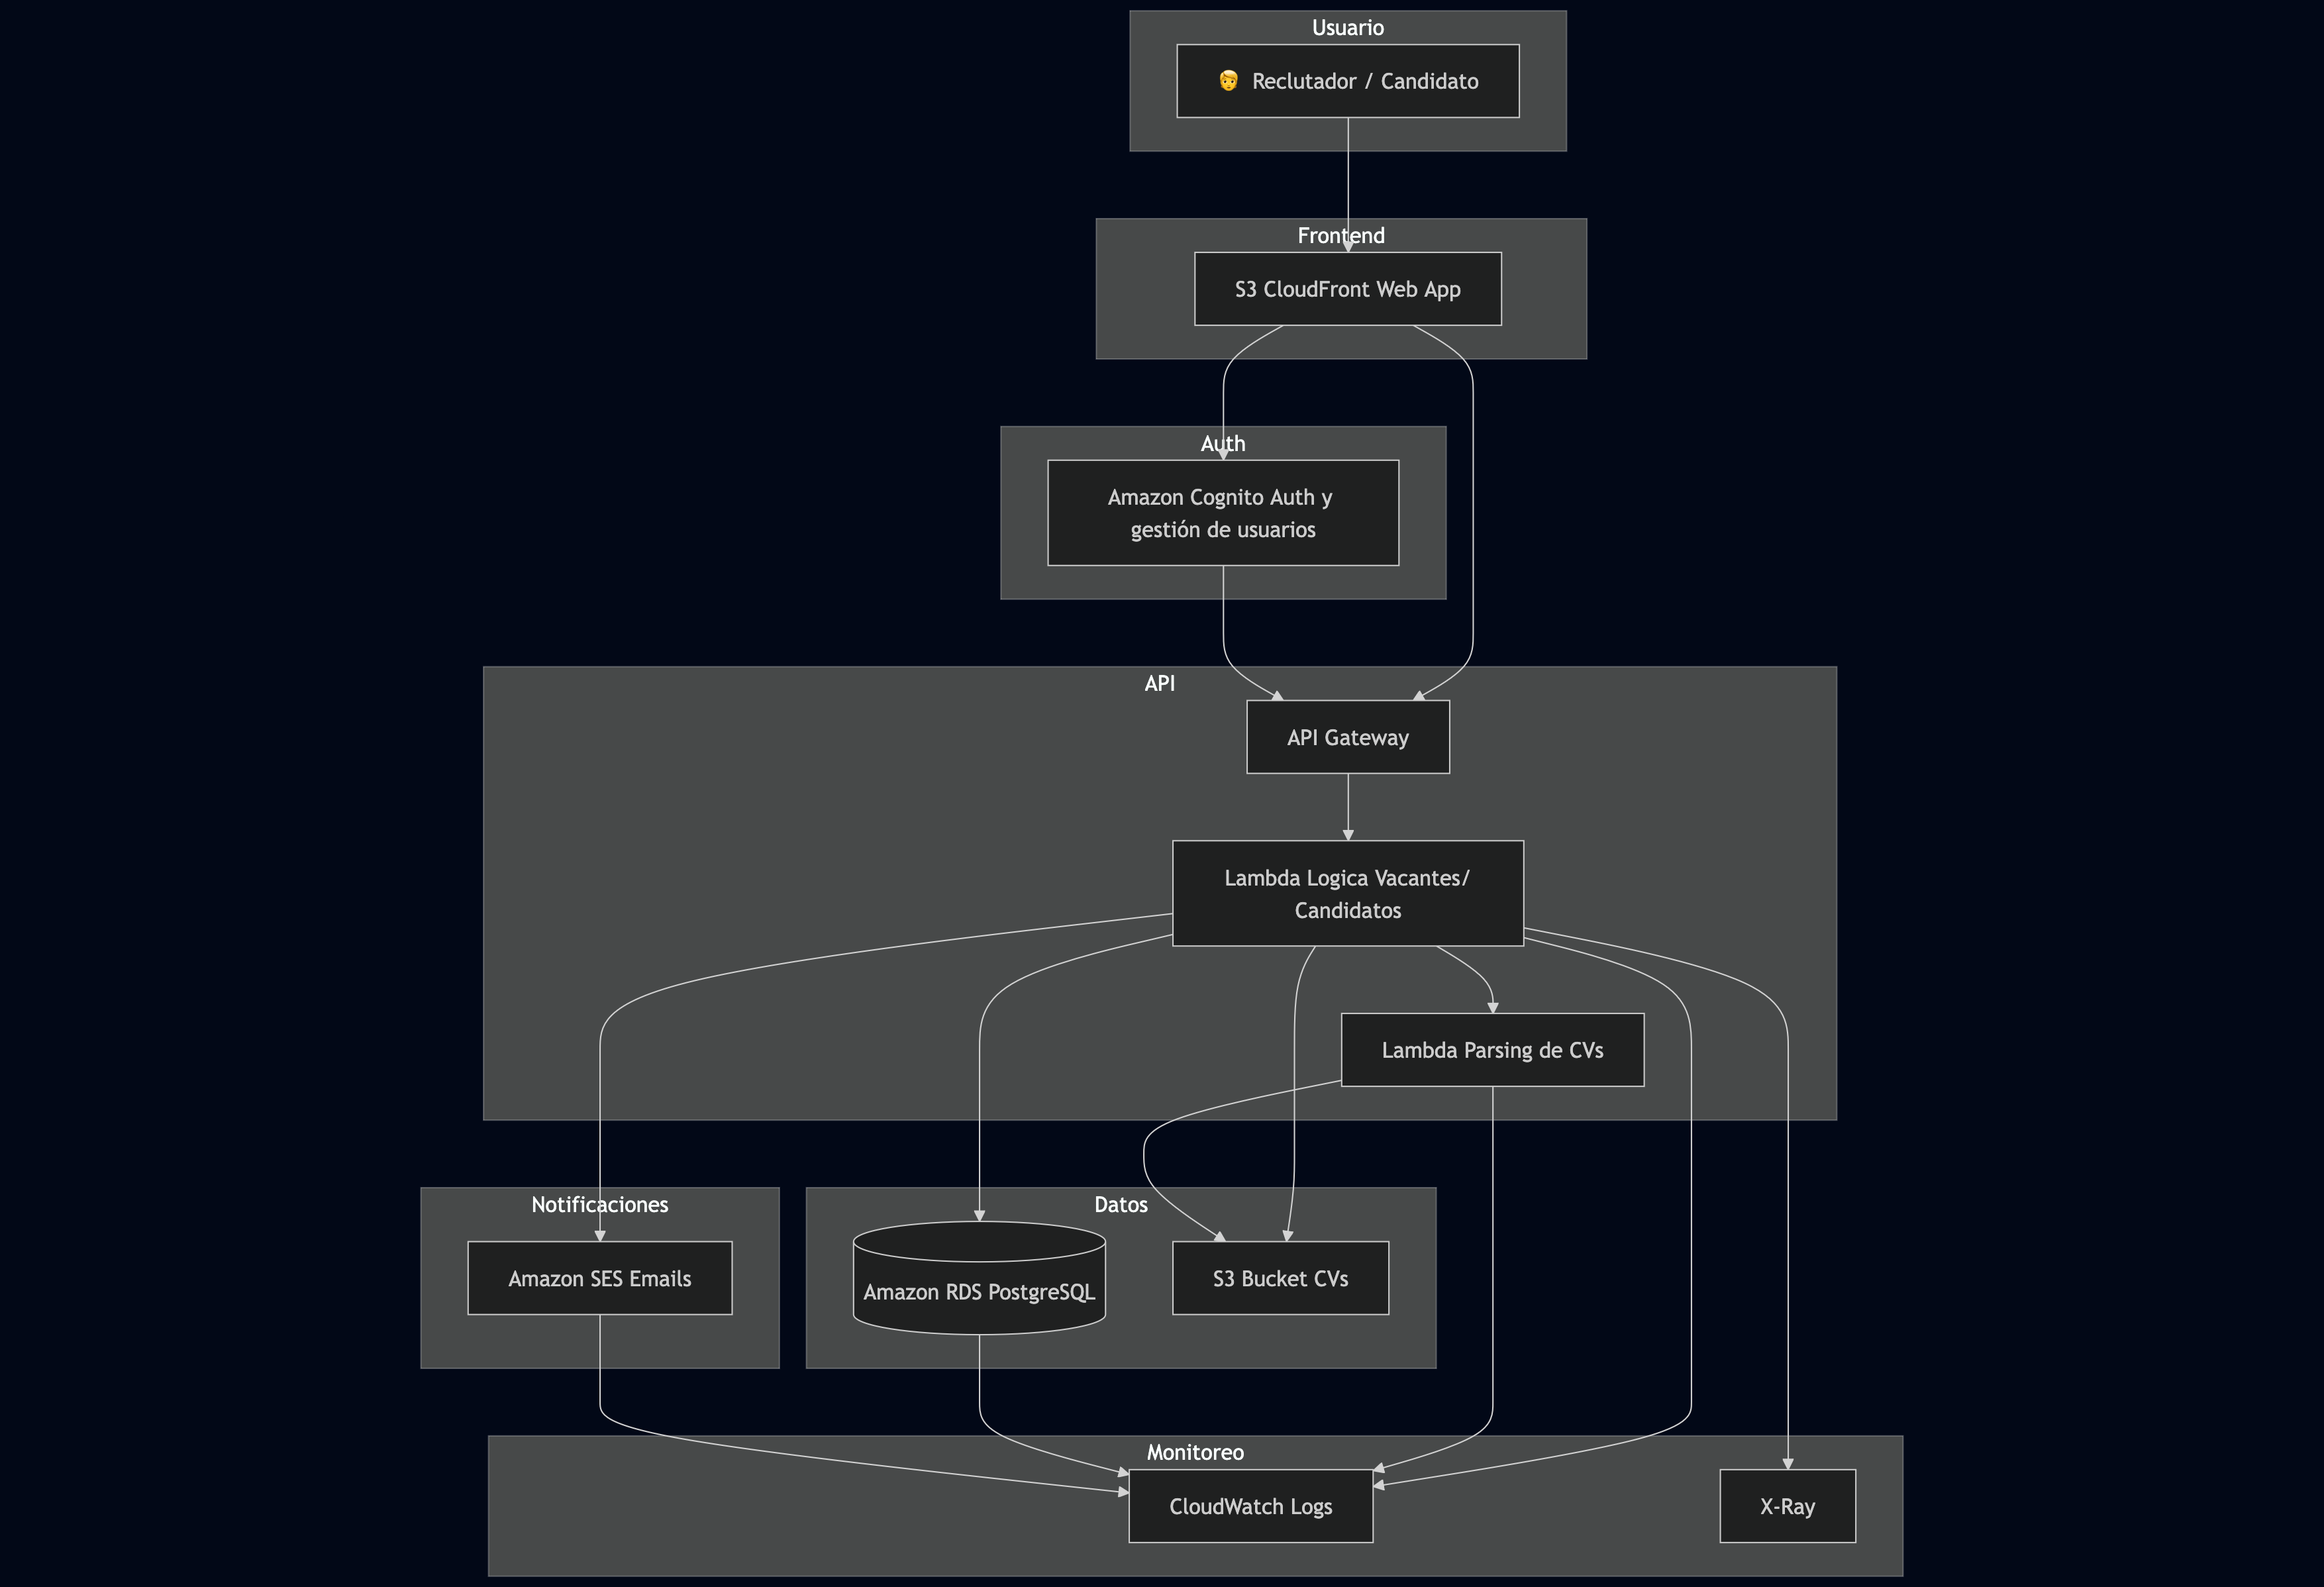 Usuario
Reclutador / Candidato
Frontend
S3 CloudFront Web App
Auth
Amazon Cognito Auth y
gestión de usuarios
API
API Gateway
Lambda Logica Vacantes/
Candidatos
Lambda Parsing de CVs
Notificaciones
Amazon SES Emails
Datos
Amazon RDS PostgreSQL
S3 Bucket CVs
Monitoreo
CloudWatch Logs
X-Ray